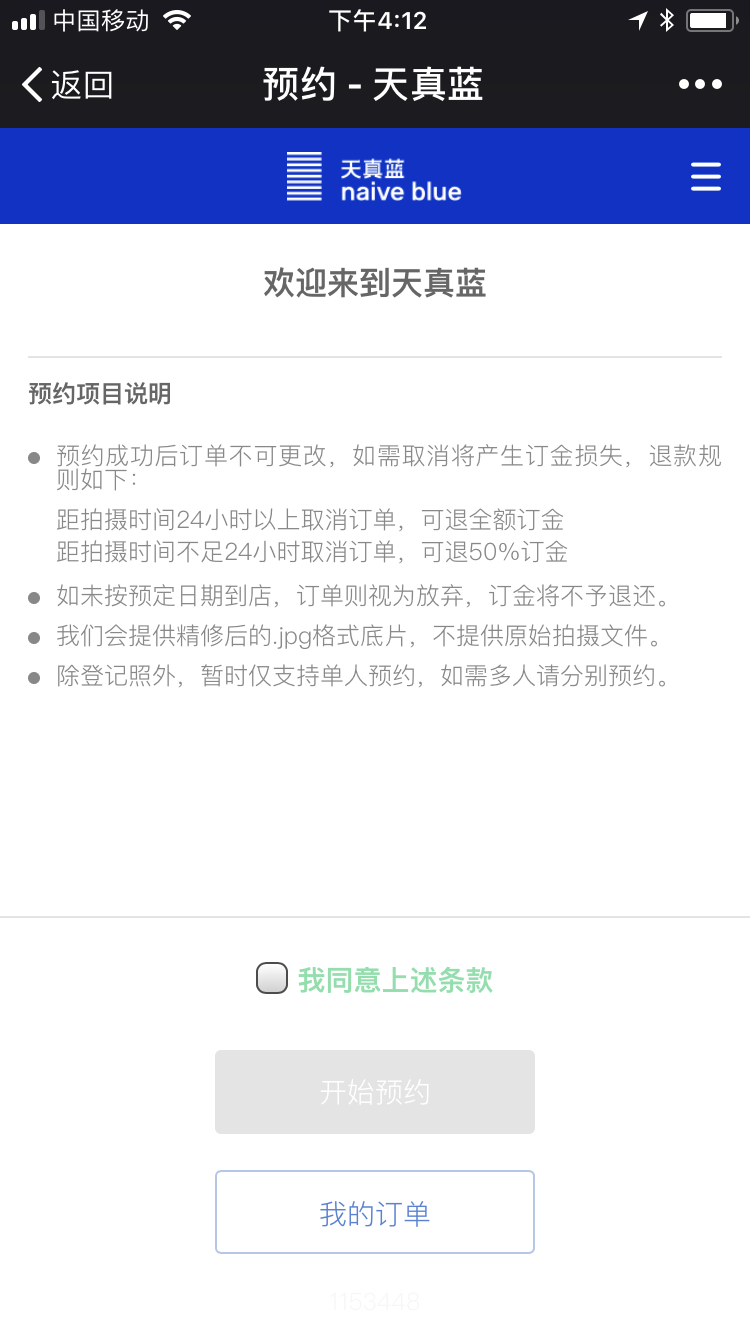 中国移动
下午4:12
返回
预约 - 天真蓝
天真蓝
naive blue
欢迎来到天真蓝
预约项目说明
预约成功后订单不可更改，如需取消将产生订金损失，退款规
则如下：
距拍摄时间24小时以上取消订单，可退全额订金
距拍摄时间不足24小时取消订单，可退50%订金
如未按预定日期到店，订单则视为放弃，订金将不予退还。
我们会提供精修后的.jpg格式底片，不提供原始拍摄文件。
除登记照外，暂时仅支持单人预约，如需多人请分别预约。
我同意上述条款
开始预约
我的订单
1153448